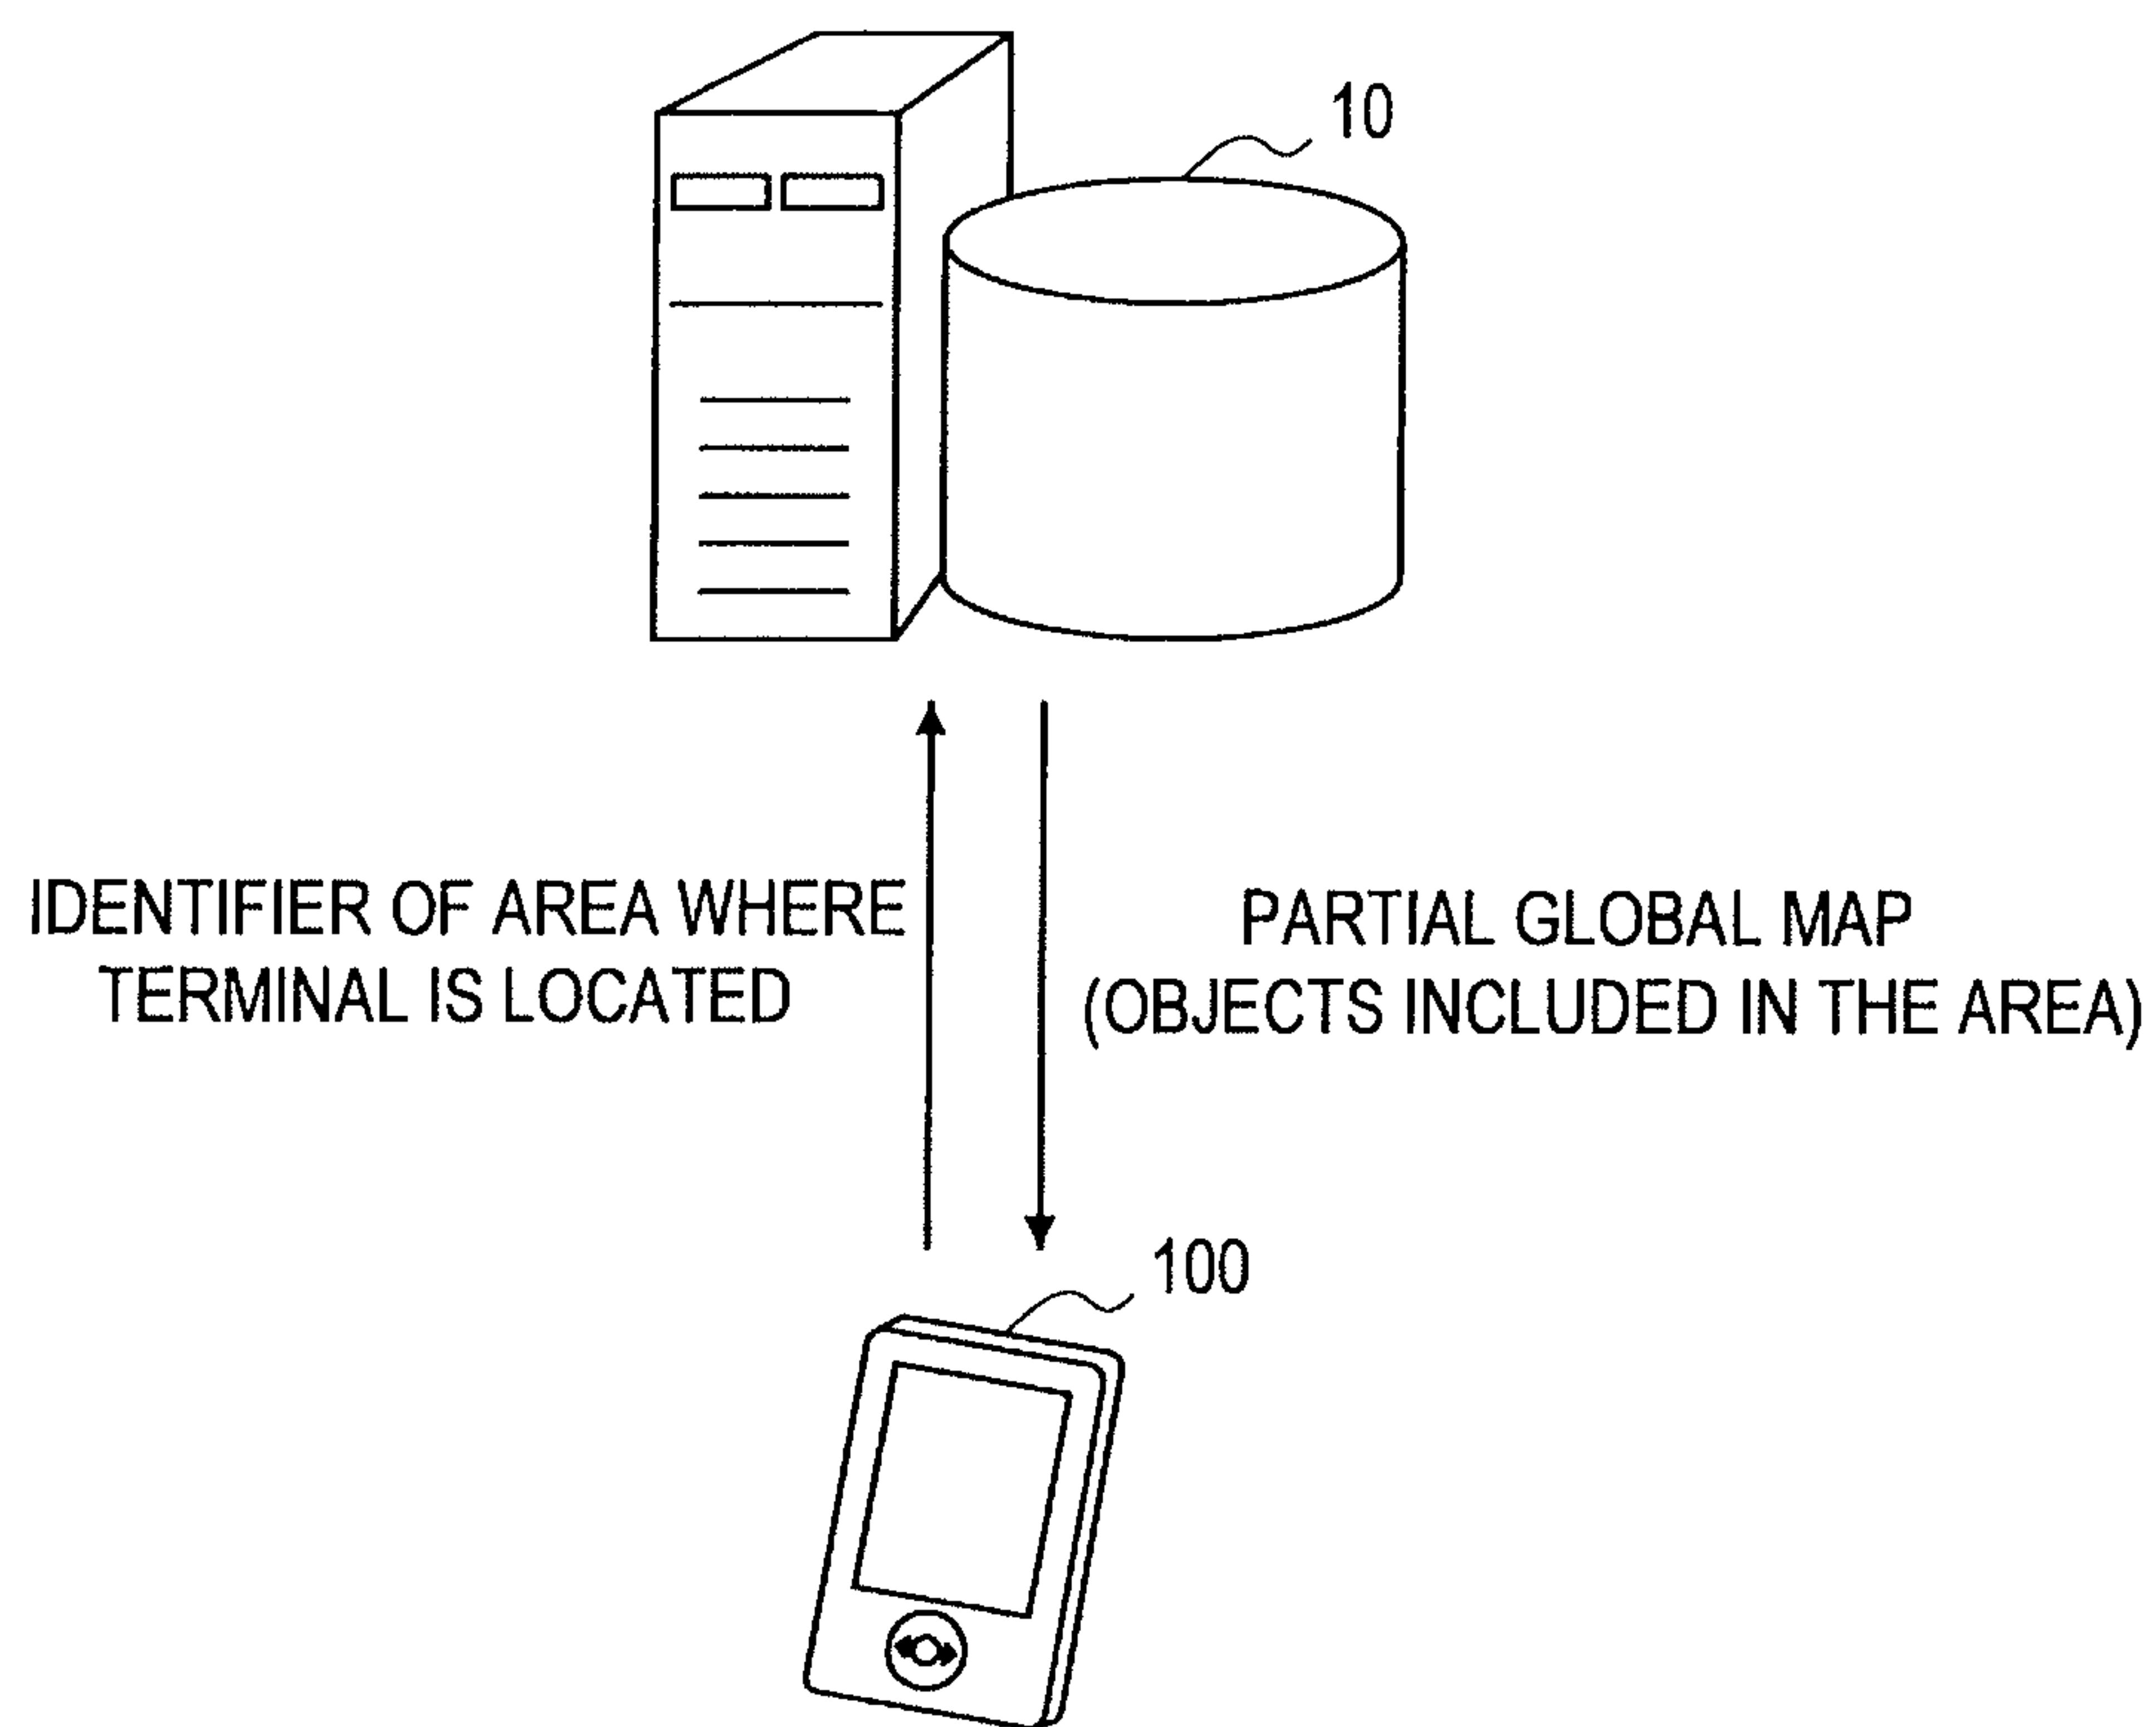 10
IDENTIFIER OF AREA WHERE
TERMINAL IS LOCATED
PARTIAL GLOBAL MAP
(OBJECTS INCLUDED IN THE AREA)
100